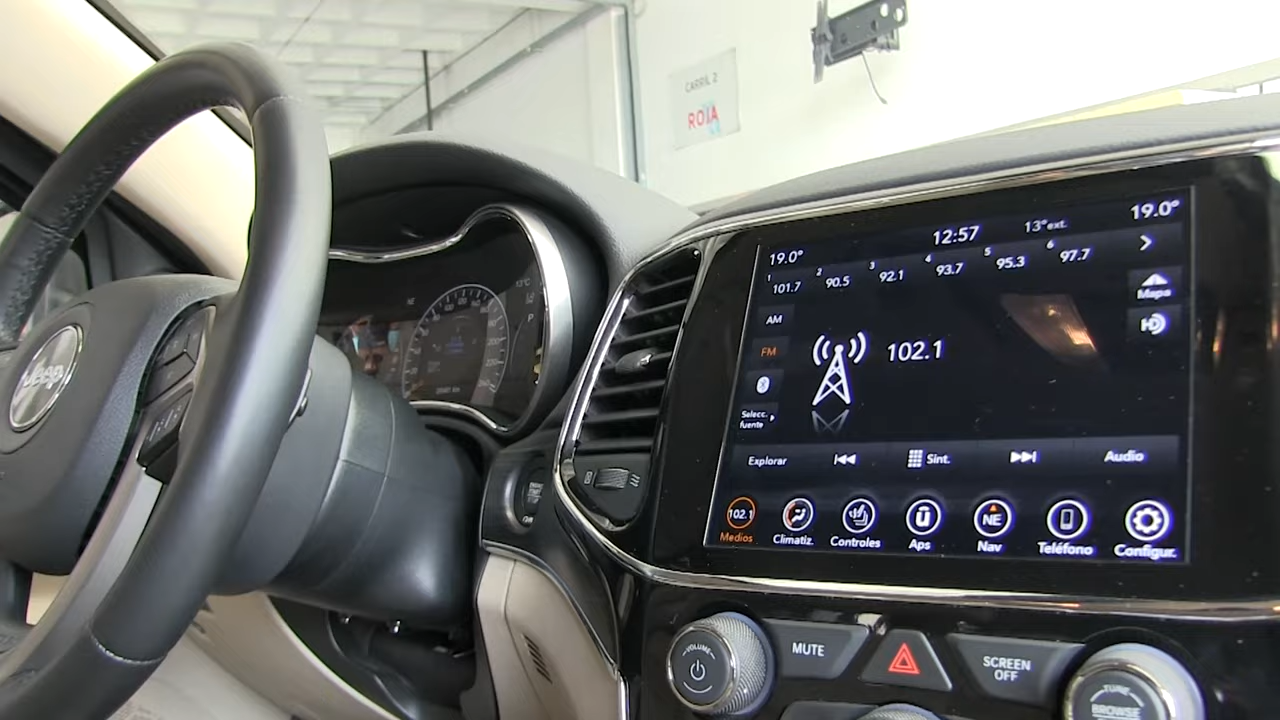 CARRIL 2
ROJA
Jeep
19.0°
12:57
13°ext.
19.0°
1 101.7
2 90.5
3 92.1
4 93.7
5 95.3
6 97.7
Mapa
AM
FM
102.1
HD
Selecc.
fuente
Explorar
Sint.
Audio
102.1
NE
Medios
Climatiz.
Controles
Aps
Nav
Teléfono
Configur.
VOLUME
MUTE
SCREEN
OFF
TUNE
BROWSE